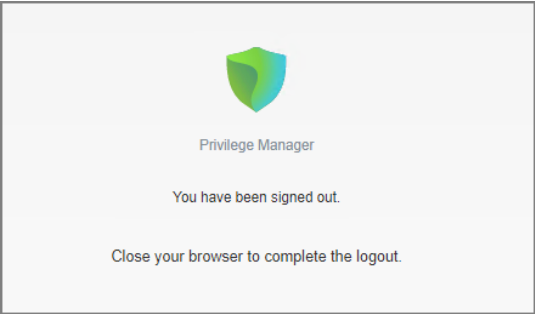 Privilege Manager
You have been signed out.
Close your browser to complete the logout.